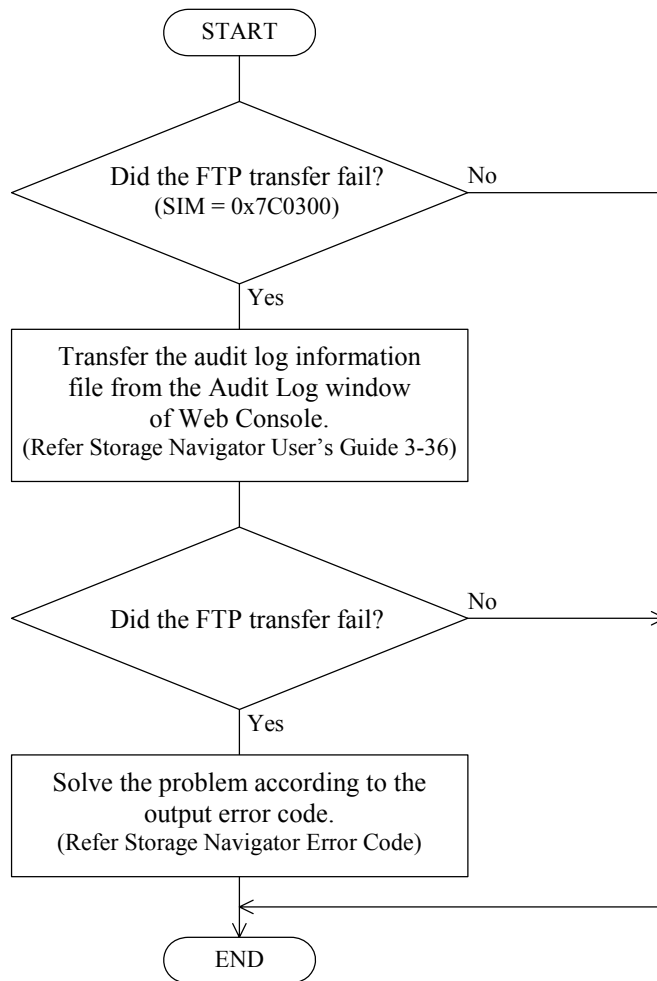 START
Did the FTP transfer fail?
(SIM = 0x7C0300)
No
Yes
Transfer the audit log information
file from the Audit Log window
of Web Console.
(Refer Storage Navigator User’s Guide 3-36)
Did the FTP transfer fail?
No
Yes
Solve the problem according to the
output error code.
(Refer Storage Navigator Error Code)
END